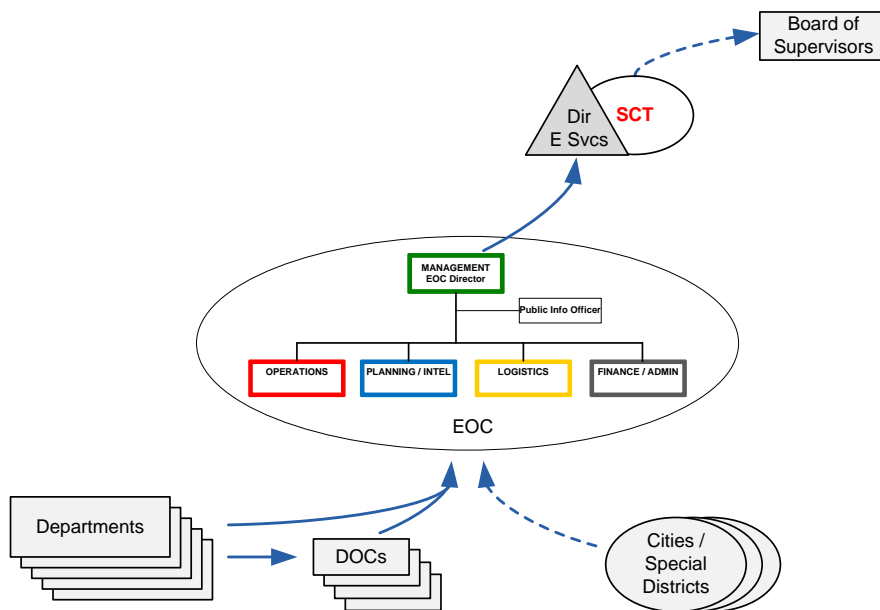 Board of
Supervisors
Dir
E Svcs
SCT
MANAGEMENT
EOC Director
Public Info Officer
OPERATIONS
PLANNING / INTEL
LOGISTICS
FINANCE / ADMIN
EOC
Departments
DOCs
Cities /
Special
Districts